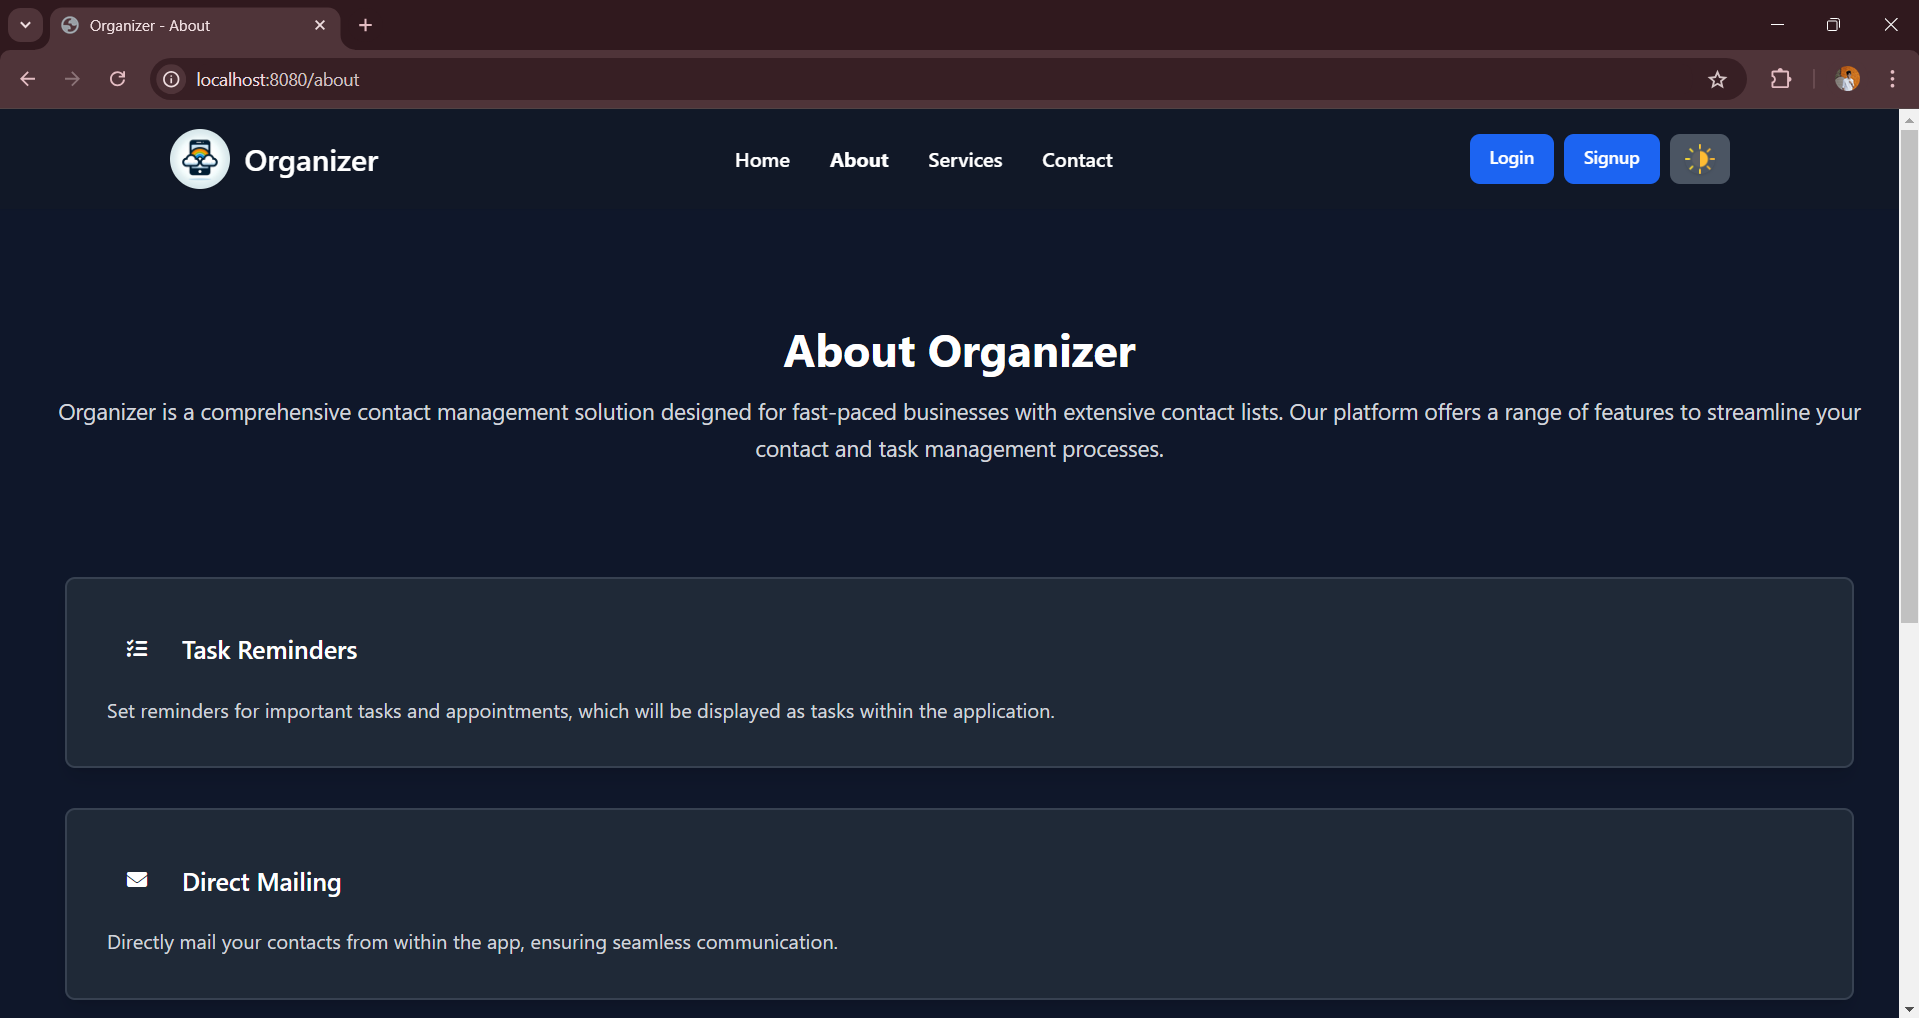 Organizer - About
localhost:8080/about
Organizer
Home About Services Contact
Login Signup
About Organizer
Organizer is a comprehensive contact management solution designed for fast-paced businesses with extensive contact lists. Our platform offers a range of features to streamline your
contact and task management processes.
Task Reminders
Set reminders for important tasks and appointments, which will be displayed as tasks within the application.
Direct Mailing
Directly mail your contacts from within the app, ensuring seamless communication.